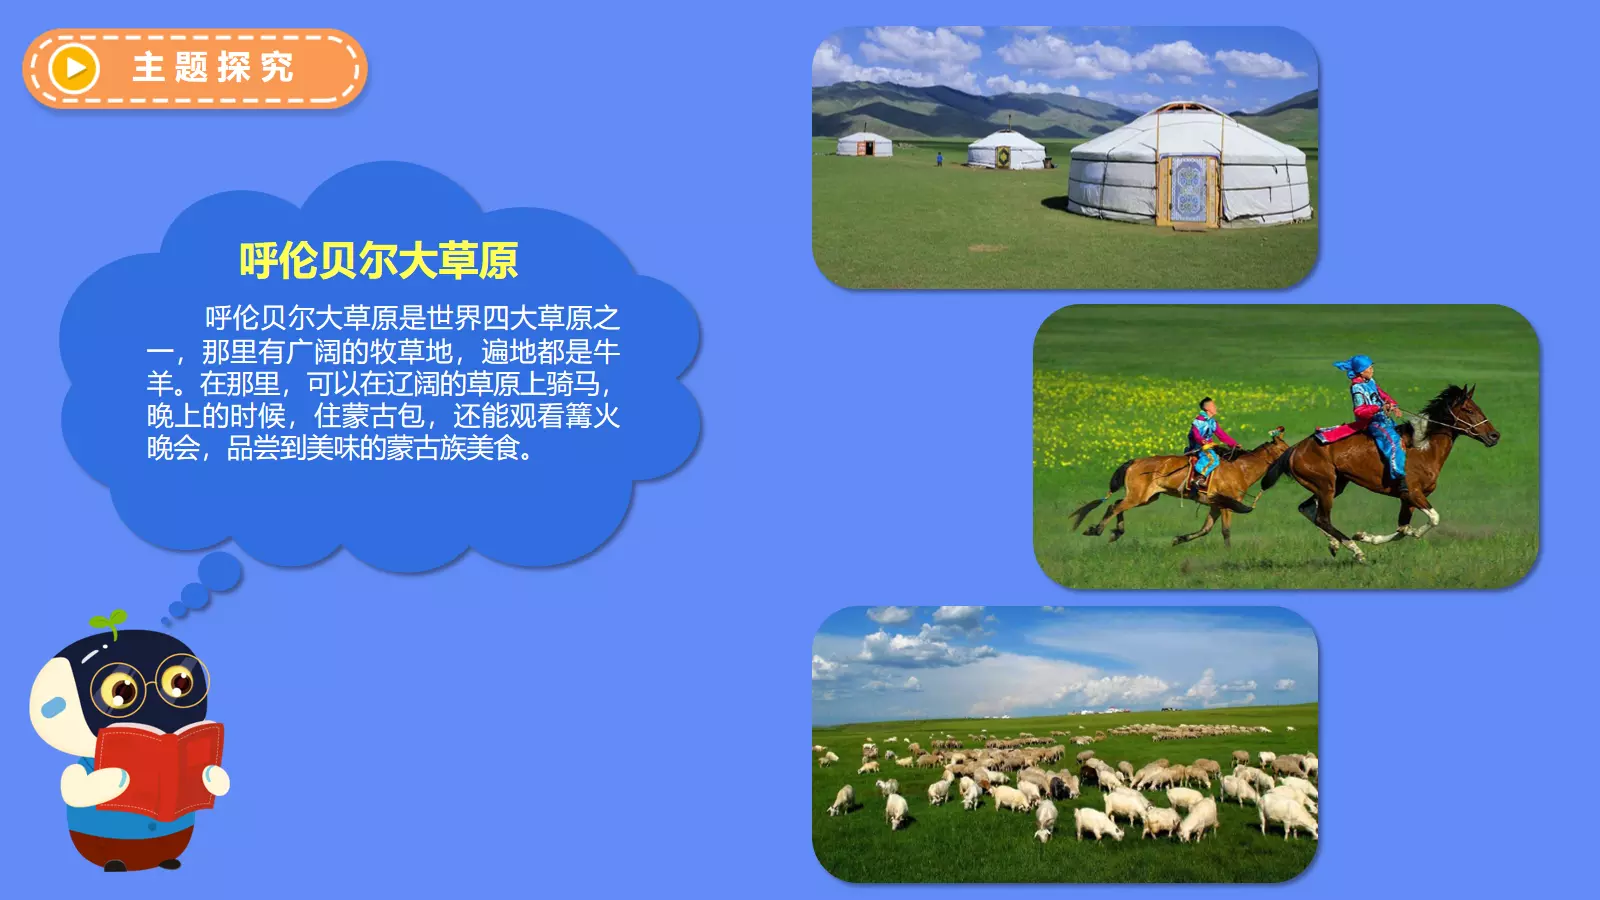 主题探究
呼伦贝尔大草原
呼伦贝尔大草原是世界四大草原之
一，那里有广阔的牧草地，遍地都是牛
羊。在那里，可以在辽阔的草原上骑马，
晚上的时候，住蒙古包，还能观看篝火
晚会，品尝到美味的蒙古族美食。